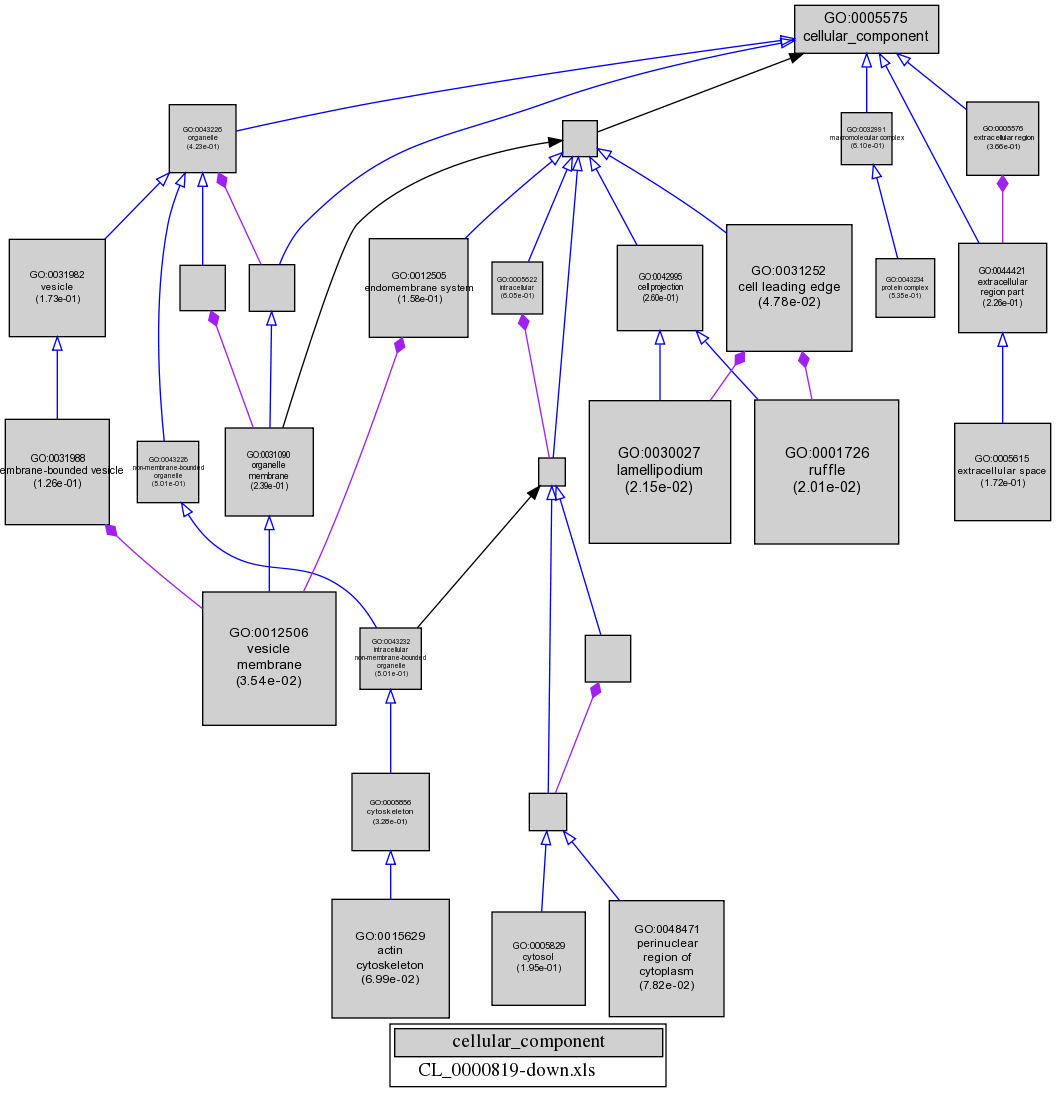 GO:0005575
cellular_component
GO:0043226
organelle
(4.23e-01)
GO:0032991
macromolecular complex
(6.10e-01)
GO:0005576
extracellular region
(3.66e-01)
GO:0031982
vesicle
(1.73e-01)
GO:0012505
endomembrane system
(1.58e-01)
GO:0005622
intracellular
(6.05e-01)
GO:0042995
cell projection
(2.60e-01)
GO:0031252
cell leading edge
(4.78e-02)
GO:0043234
protein complex
(5.35e-01)
GO:0044421
extracellular
region part
(2.26e-01)
GO:0031988
embrane-bounded vesicle
(1.26e-01)
GO:0043228
non-membrane-bounded
organelle
(5.01e-01)
GO:0031090
organelle
membrane
(2.39e-01)
GO:0030027
lamellipodium
(2.15e-02)
GO:0001726
ruffle
(2.01e-02)
GO:0005615
extracellular space
(1.72e-01)
GO:0012506
vesicle
membrane
(3.54e-02)
GO:0043232
intracellular
non-membrane-bounded
organelle
(5.01e-01)
GO:0005856
cytoskeleton
(3.28e-01)
GO:0015629
actin
cytoskeleton
(6.99e-02)
GO:0005829
cytosol
(1.95e-01)
GO:0048471
perinuclear
region of
cytoplasm
(7.82e-02)
cellular_component
CL_0000819-down.xls